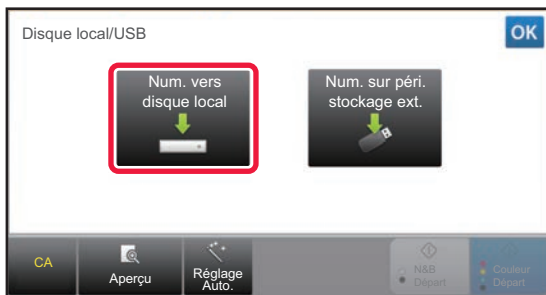 Disque local/USB
OK
Num. vers
disque local
Num. sur péri.
stockage ext.
CA
Aperçu
Réglage
Auto.
N&B
Départ
Couleur
Départ